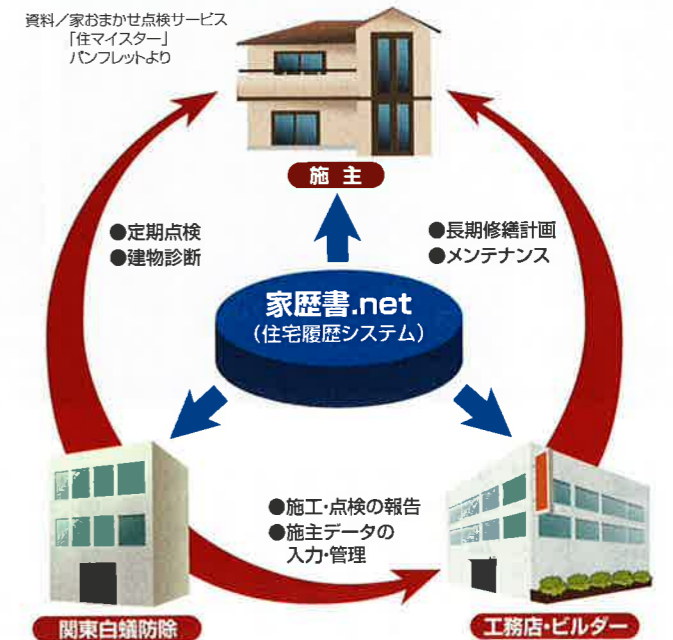 資料／家おまかせ点検サービス
「住マイスター」
パンフレットより
施主
●定期点検
●建物診断
●長期修繕計画
●メンテナンス
家歴書.net
（住宅履歴システム）
●施工・点検の報告
●施主データの
入力・管理
関東白蟻防除
工務店・ビルダー